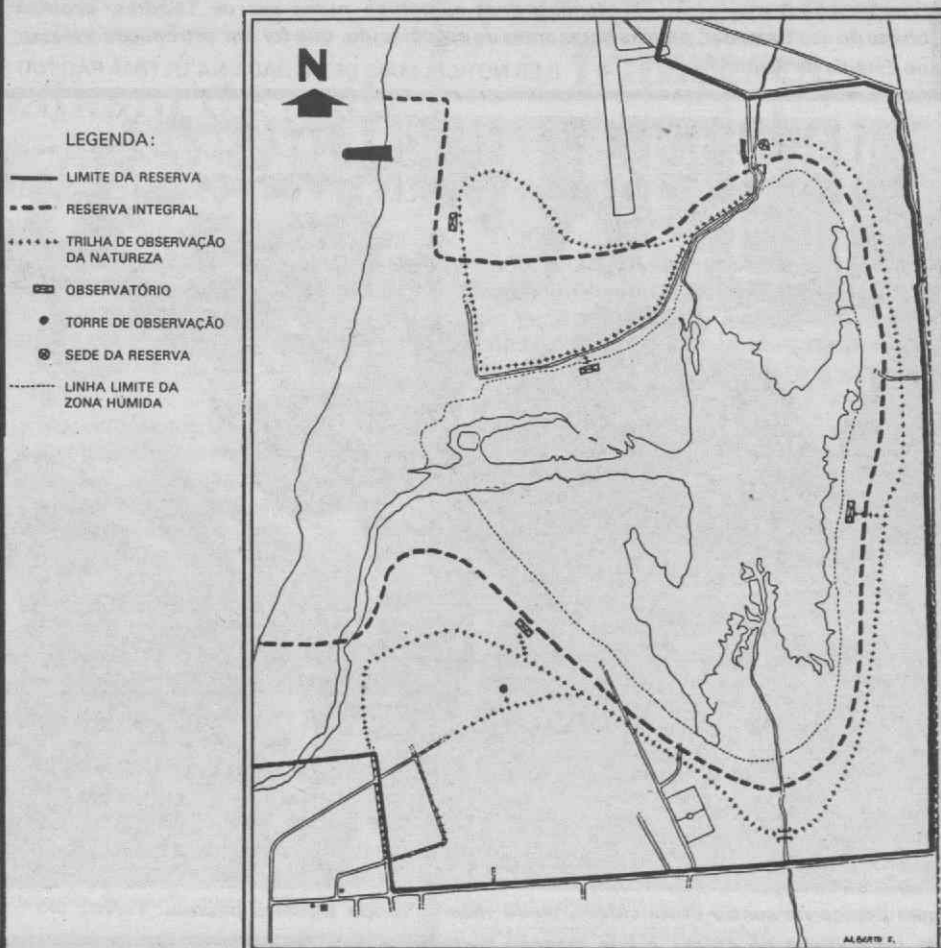 N
LEGENDA:
LIMITE DA RESERVA
RESERVA INTEGRAL
TRILHA DE OBSERVAÇÃO
DA NATUREZA
OBSERVATÓRIO
TORRE DE OBSERVAÇÃO
SEDE DA RESERVA
LINHA LIMITE DA
ZONA HÚMIDA
ALBERTO F.